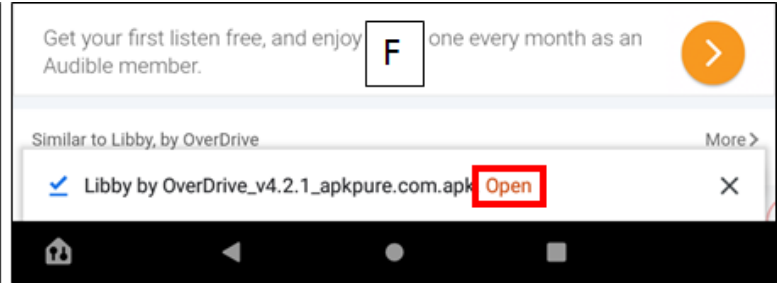 Get your first listen free, and enjoy F one every month as an
Audible member.
Similar to Libby, by OverDrive More >
Libby by OverDrive_v4.2.1_apkpure.com.apk Open